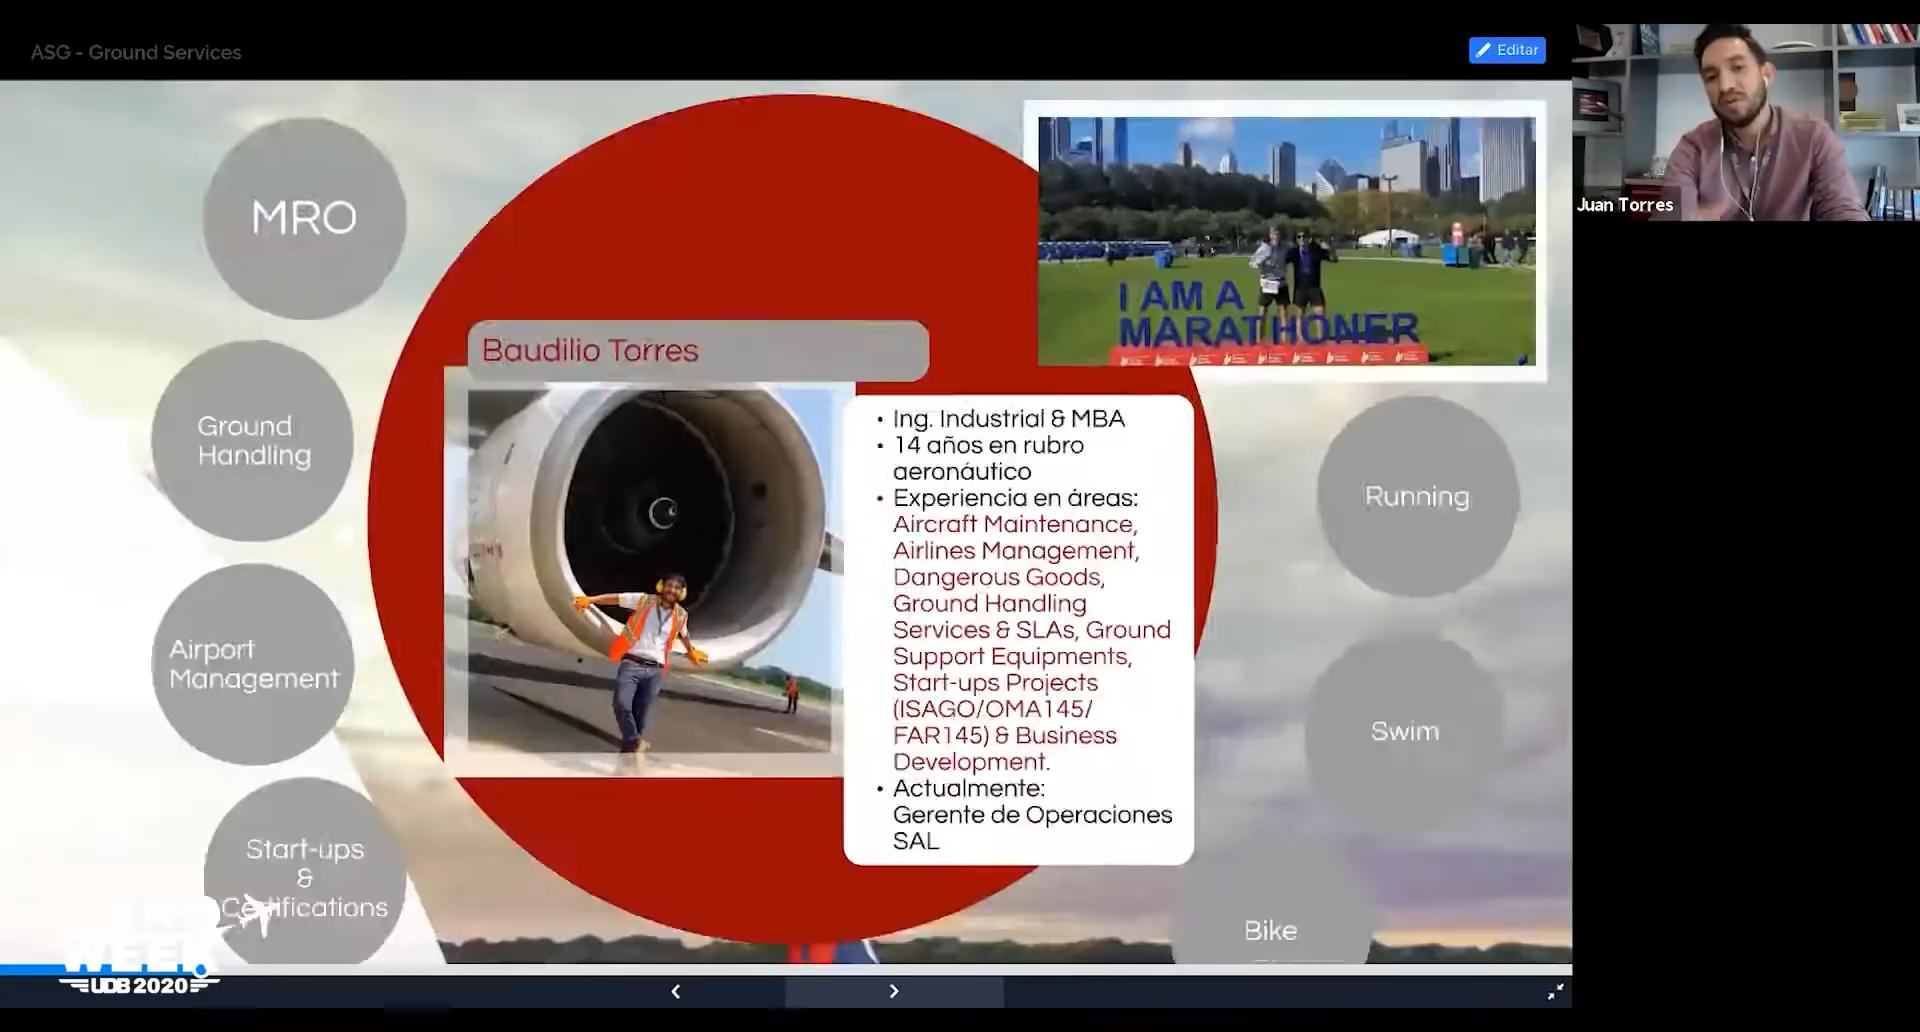 ASG - Ground Services
Editar
Juan Torres
MRO
Ground
Handling
Airport
Management
Start-ups
&
Certifications
Baudilio Torres
I AM A
MARATHONER
• Ing. Industrial & MBA
• 14 años en rubro
aeronáutico
• Experiencia en áreas:
Aircraft Maintenance,
Airlines Management,
Dangerous Goods,
Ground Handling
Services & SLAs, Ground
Support Equipments,
Start-ups Projects
(ISAGO/OMA145/
FAR145) & Business
Development.
• Actualmente:
Gerente de Operaciones
SAL
Running
Swim
Bike
WEEK
UDB 2020